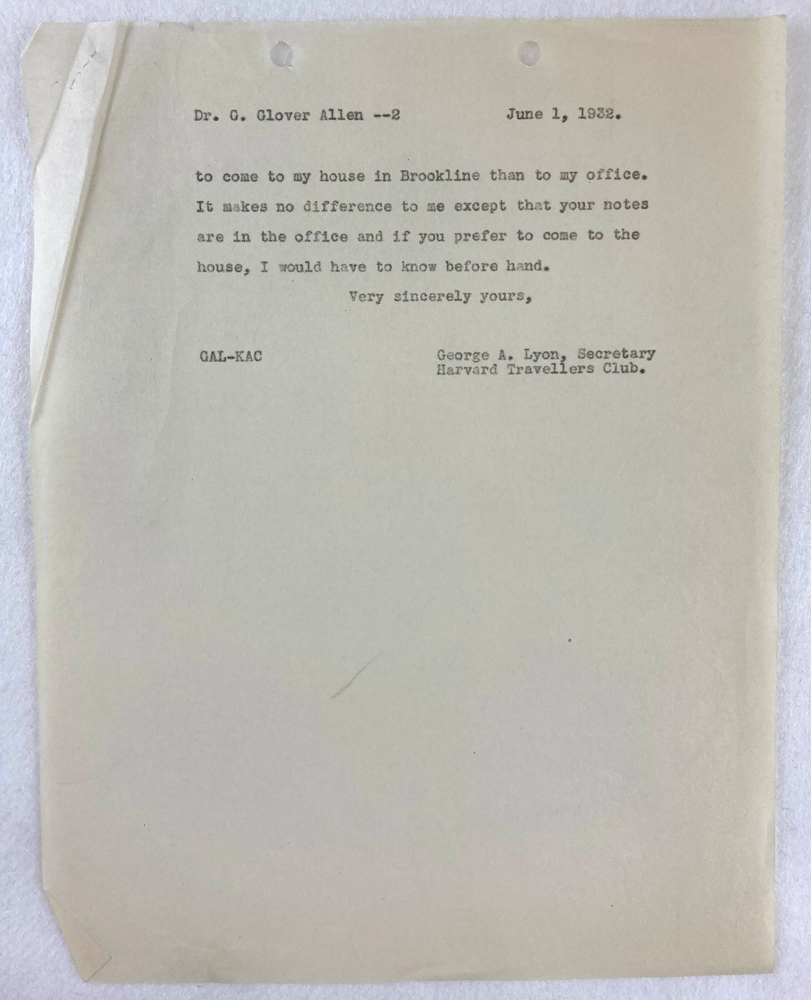 Dr. G. Glover Allen --2 June 1, 1932.
to come to my house in Brookline than to my office.
It makes no difference to me except that your notes
are in the office and if you prefer to come to the
house, I would have to know before hand.
Very sincerely yours,
GAL-KAC George A. Lyon, Secretary
Harvard Travellers Club.